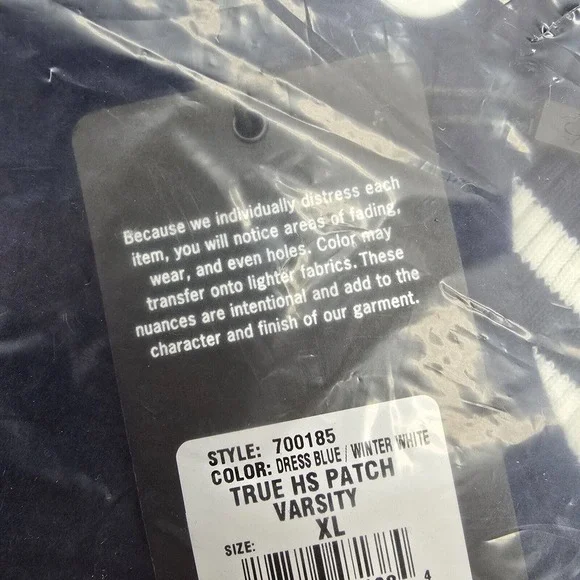 Because we individually distress each
item, you will notice areas of fading,
wear, and even holes. Color may
transfer onto lighter fabrics. These
nuances are intentional and add to the
character and finish of our garment.
STYLE: 700185
COLOR: DRESS BLUE / WINTER WHITE
TRUE HS PATCH
VARSITY
XL
SIZE:
4